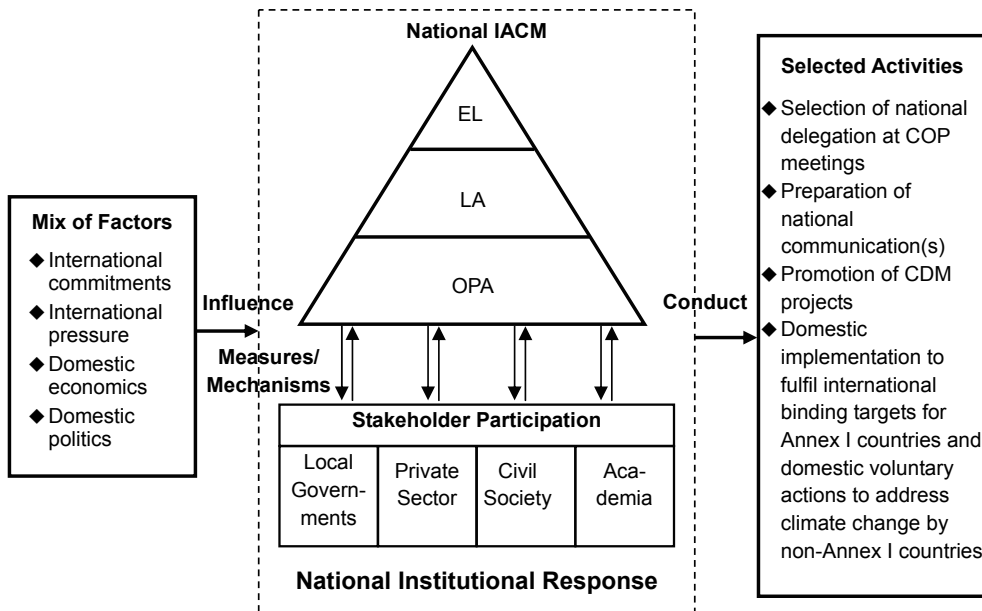 Mix of Factors
◆ International
commitments
◆ International
pressure
◆ Domestic
economics
◆ Domestic
politics
Influence
National IACM
EL
LA
OPA
Measures/
Mechanisms
Stakeholder Participation
Local
Govern-
ments
Private
Sector
Civil
Society
Aca-
demia
National Institutional Response
Conduct
Selected Activities
◆ Selection of national
delegation at COP
meetings
◆ Preparation of
national
communication(s)
◆ Promotion of CDM
projects
◆ Domestic
implementation to
fulfil international
binding targets for
Annex I countries and
domestic voluntary
actions to address
climate change by
non-Annex I countries